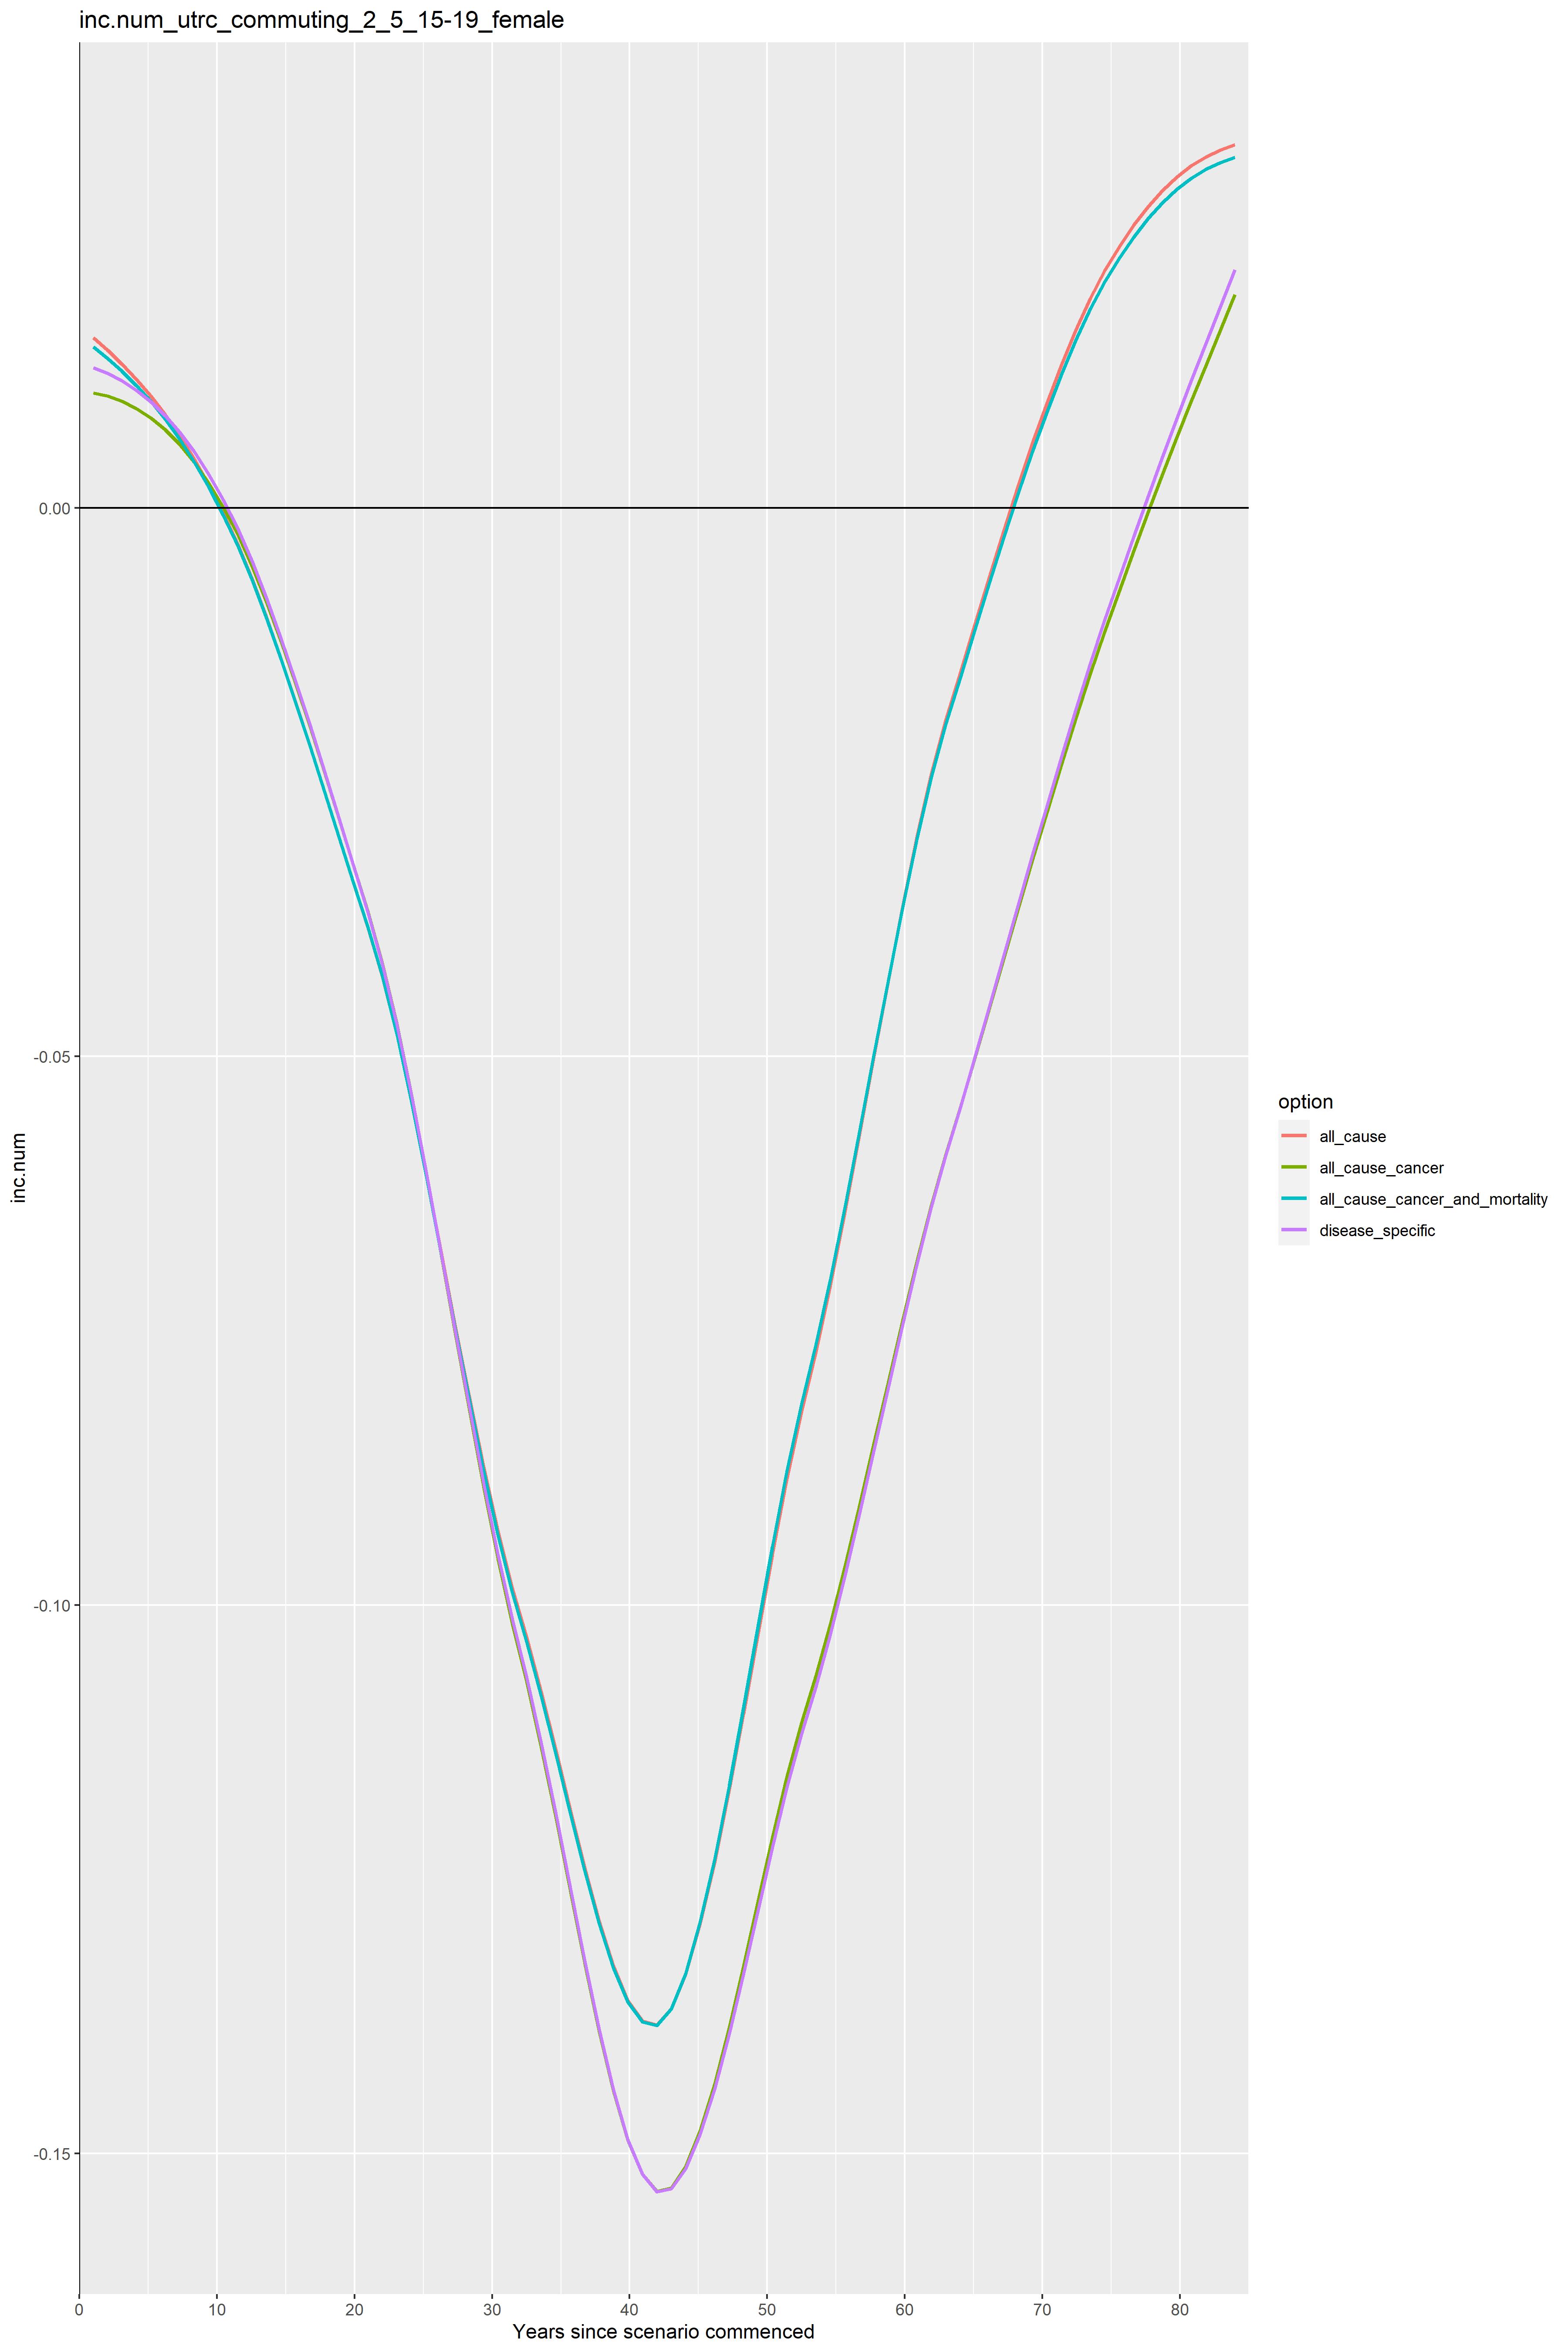 inc.num_utrc_commuting_2_5_15-19_female
0.00
-0.05
-0.10
-0.15
inc.num
0 10 20 30 40 50 60 70 80
Years since scenario commenced
option
all_cause
all_cause_cancer
all_cause_cancer_and_mortality
disease_specific